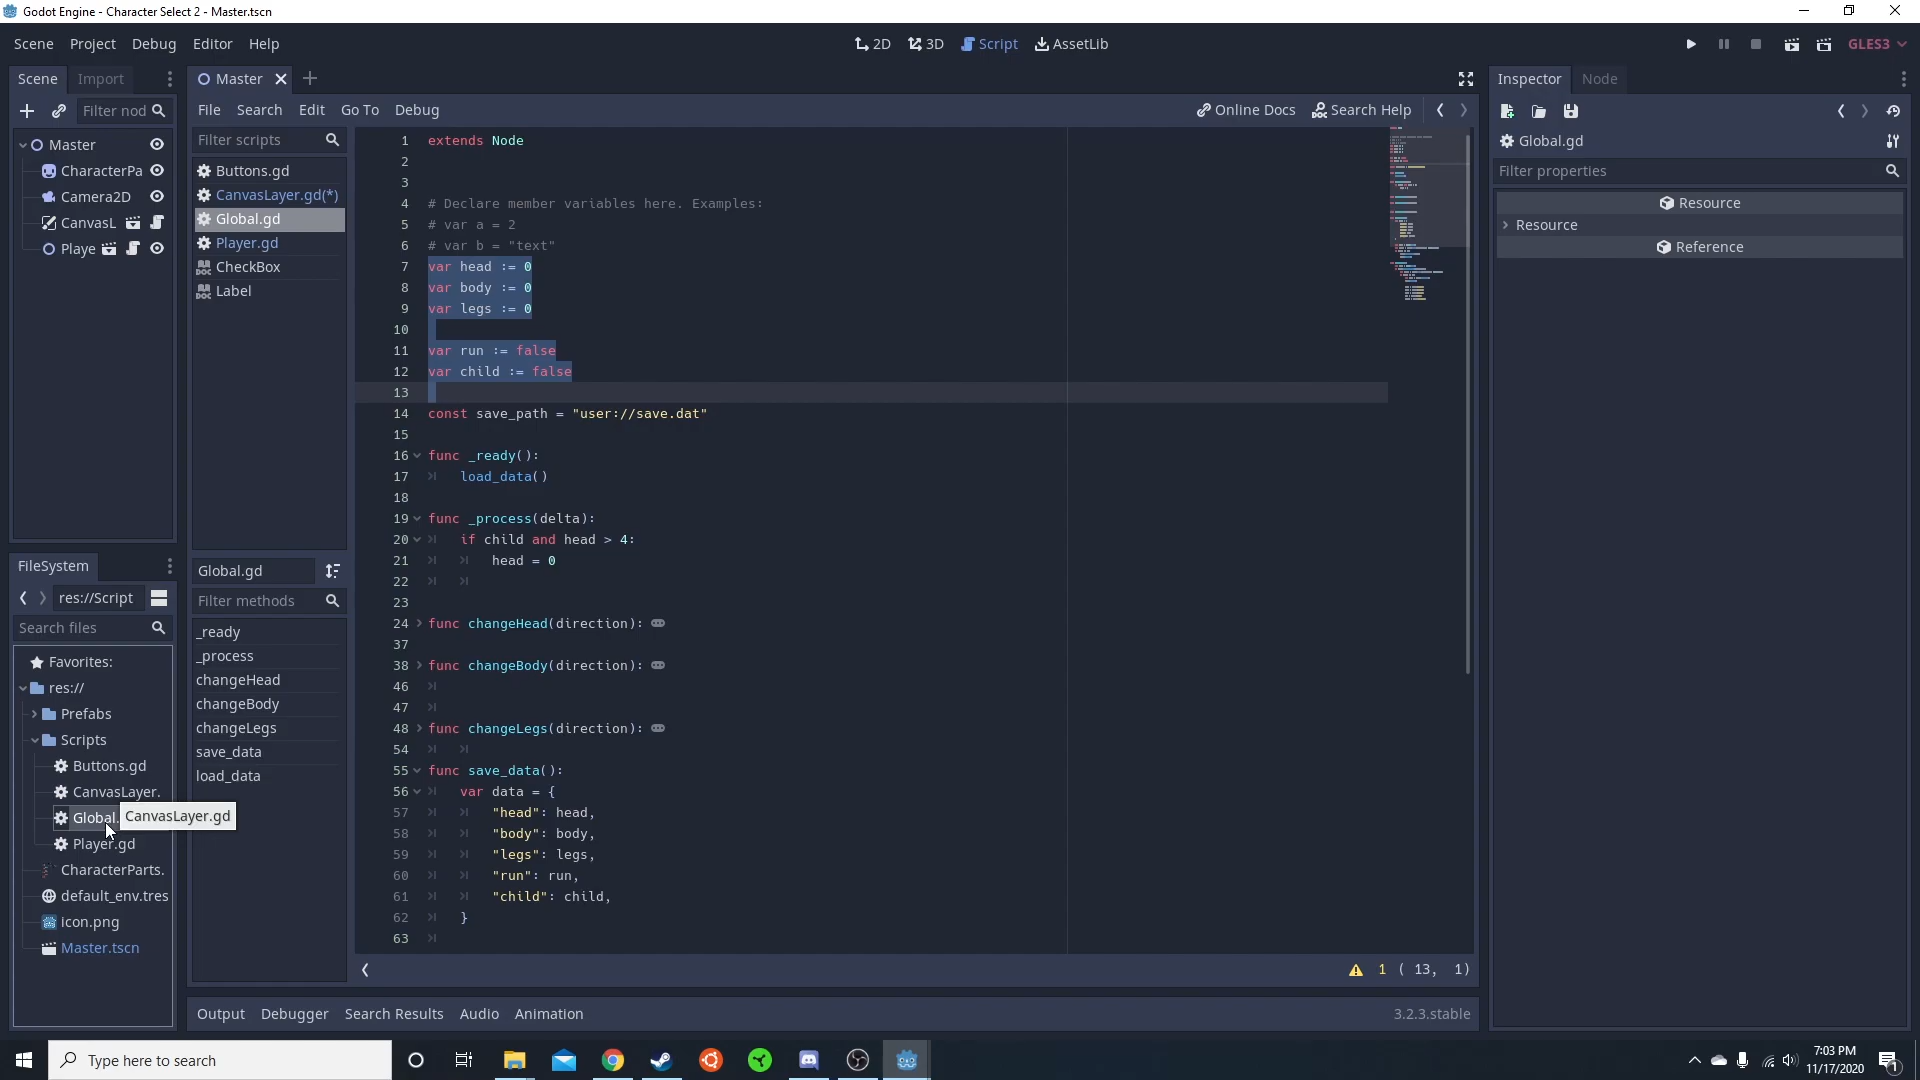 Godot Engine - Character Select 2 - Master.tscn
Scene Project Debug Editor Help
2D 3D Script AssetLib
GLES3
Scene Import
Filter nod
Master
CharacterPa
Camera2D
CanvasL
Playe
FileSystem
res://Script
Search files
Favorites:
res://
Prefabs
Scripts
Buttons.gd
CanvasLayer.
Global.
CanvasLayer.gd
Player.gd
CharacterParts.
default_env.tres
icon.png
Master.tscn
Master
File Search Edit Go To Debug
Online Docs Search Help
Filter scripts
Buttons.gd
CanvasLayer.gd(*)
Global.gd
Player.gd
CheckBox
Label
Global.gd
Filter methods
_ready
_process
changeHead
changeBody
changeLegs
save_data
load_data
1 extends Node
2
3
4 # Declare member variables here. Examples:
5 # var a = 2
6 # var b = "text"
7 var head := 0
8 var body := 0
9 var legs := 0
10
11 var run := false
12 var child := false
13
14 const save_path = "user://save.dat"
15
16 func _ready():
17 load_data()
18
19 func _process(delta):
20 if child and head > 4:
21 head = 0
22
23
24 func changeHead(direction):
37
38 func changeBody(direction):
46
47
48 func changeLegs(direction):
54
55 func save_data():
56 var data = {
57 "head": head,
58 "body": body,
59 "legs": legs,
60 "run": run,
61 "child": child,
62 }
63
1 ( 13, 1)
Output Debugger Search Results Audio Animation
3.2.3.stable
Inspector Node
Global.gd
Filter properties
Resource
Resource
Reference
Type here to search
7:03 PM
11/17/2020
1